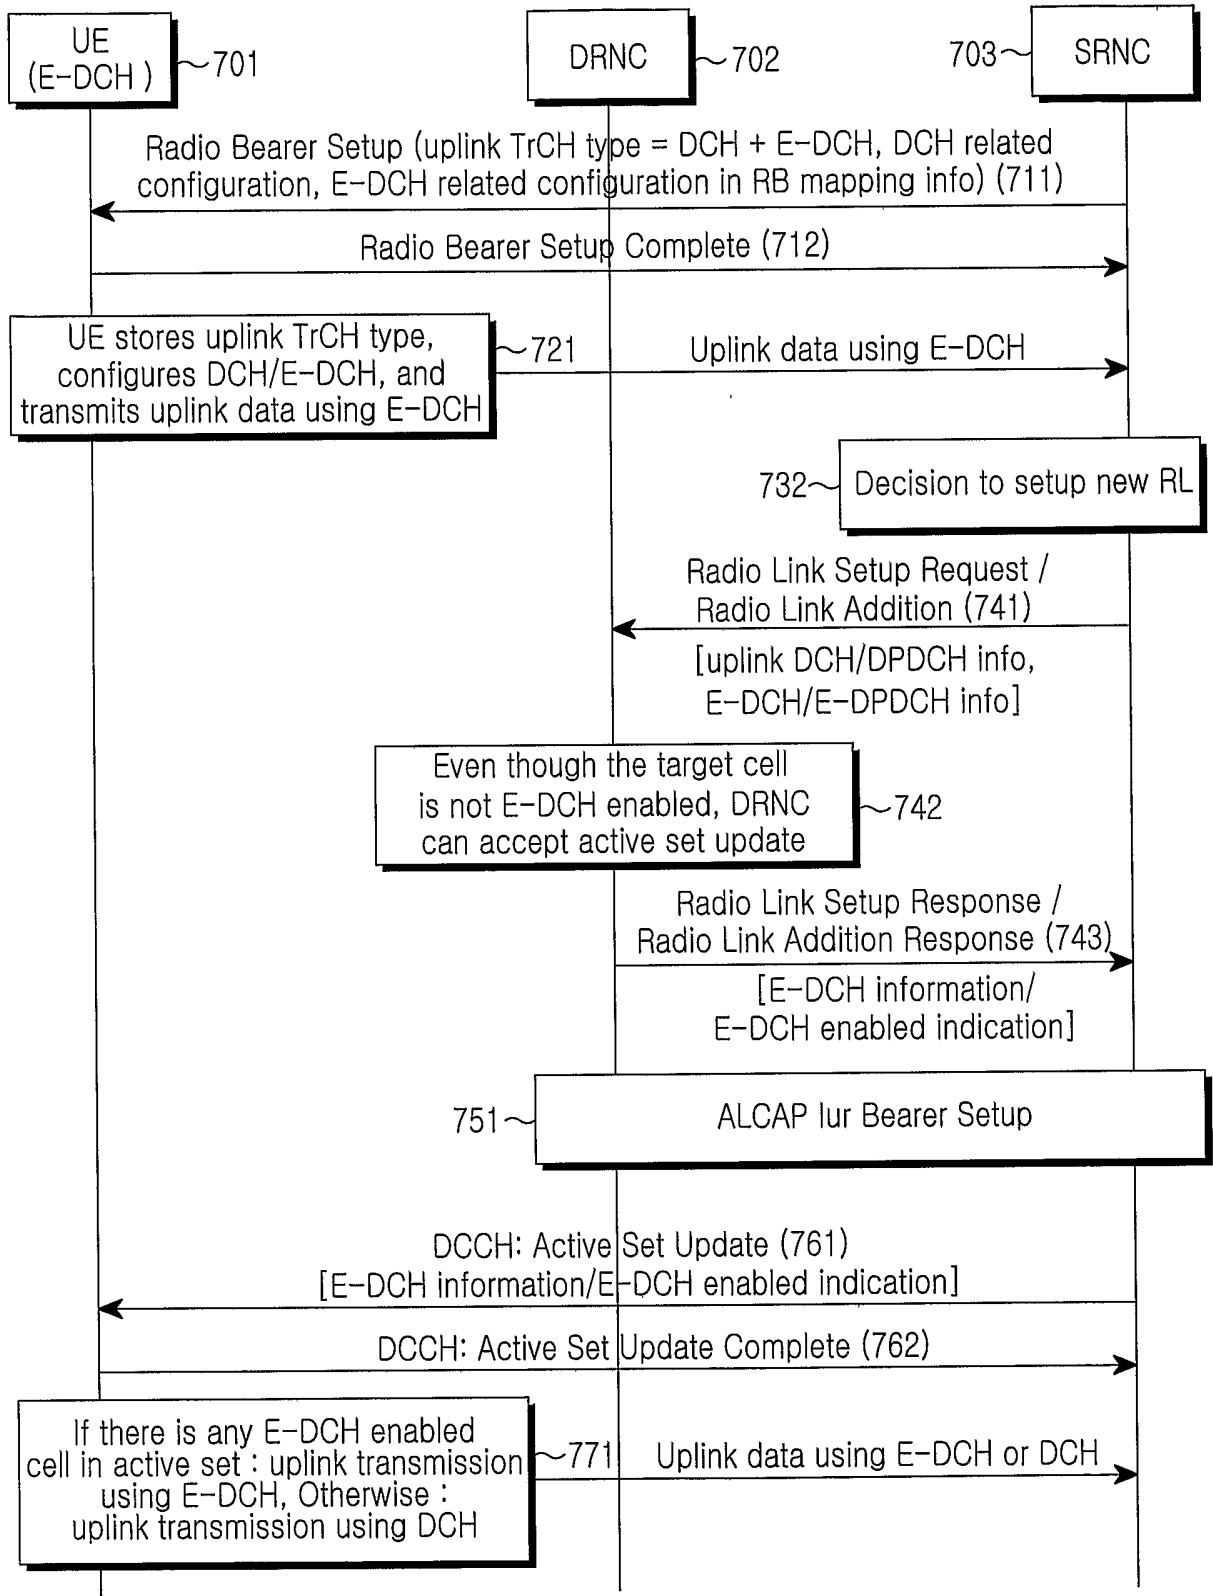 UE
(E-DCH)
701
DRNC
702
703
SRNC
Radio Bearer Setup (uplink TrCH type = DCH + E-DCH, DCH related
configuration, E-DCH related configuration in RB mapping info) (711)
Radio Bearer Setup Complete (712)
UE stores uplink TrCH type,
configures DCH/E-DCH, and
transmits uplink data using E-DCH
721
Uplink data using E-DCH
732
Decision to setup new RL
Radio Link Setup Request /
Radio Link Addition (741)
[uplink DCH/DPDCH info,
E-DCH/E-DPDCH info]
Even though the target cell
is not E-DCH enabled, DRNC
can accept active set update
742
Radio Link Setup Response /
Radio Link Addition Response (743)
[E-DCH information/
E-DCH enabled indication]
751
ALCAP Iur Bearer Setup
DCCH: Active Set Update (761)
[E-DCH information/E-DCH enabled indication]
DCCH: Active Set Update Complete (762)
If there is any E-DCH enabled
cell in active set : uplink transmission
using E-DCH, Otherwise :
uplink transmission using DCH
771
Uplink data using E-DCH or DCH